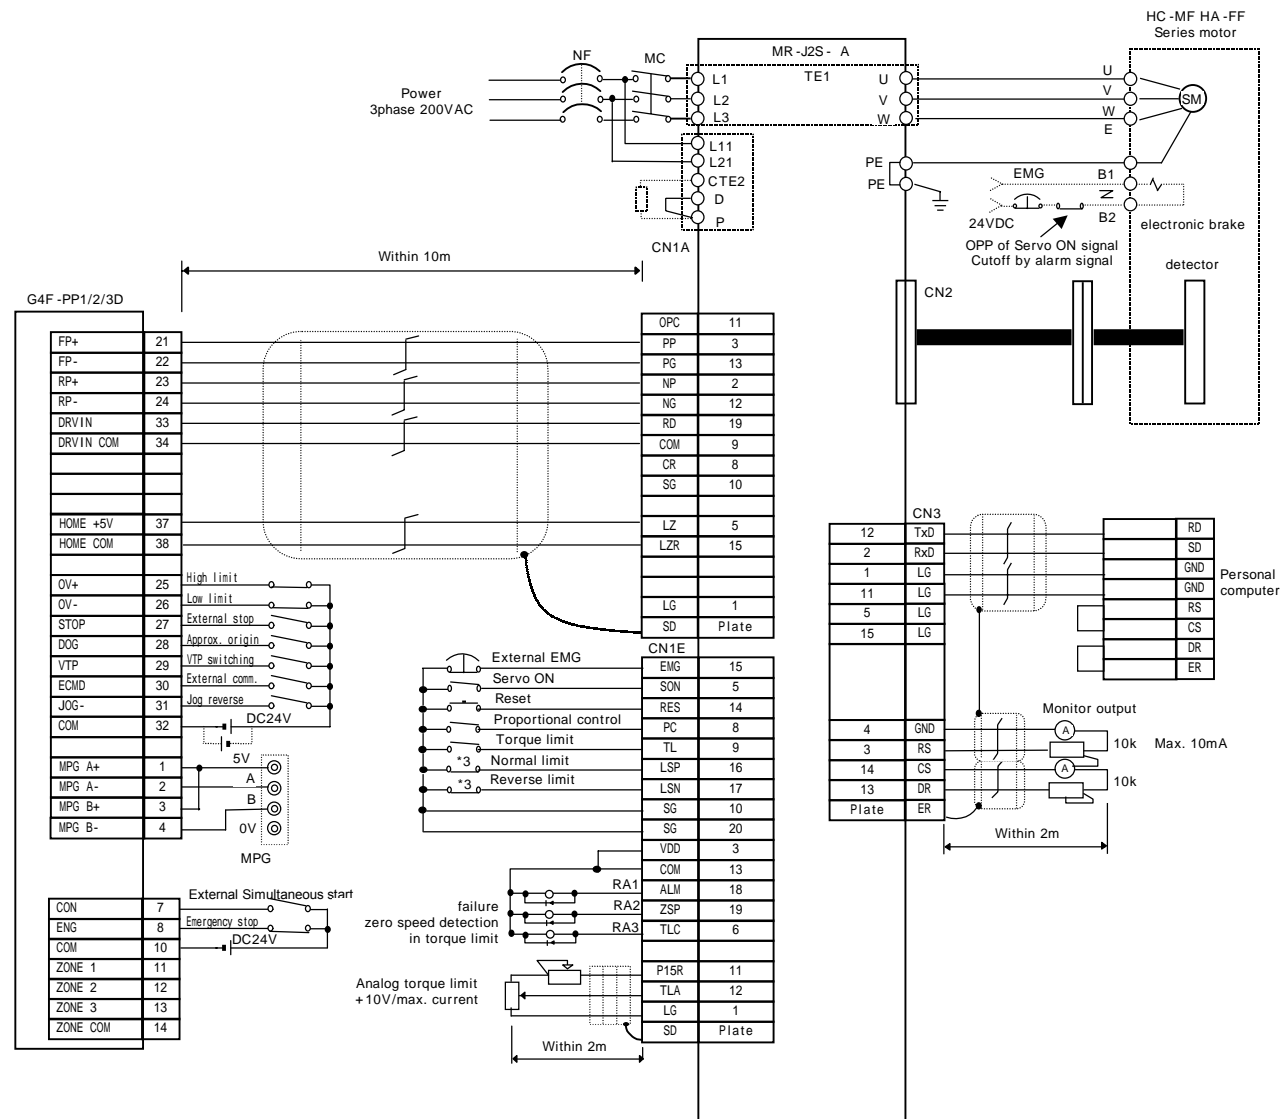 HC -MF HA -FF
Series motor
MR -J2S -  A
NF
MC
TE1
L1
L2
L3
U
V
W
U
V
W
E
SM
Power
3phase 200VAC
L11
L21
CTE2
D
P
PE
PE
EMG
B1
B2
N
24VDC
OPP of Servo ON signal
Cutoff by alarm signal
electronic brake
detector
CN1A
CN2
Within 10m
G4F -PP1/2/3D
FP+ 21
FP- 22
RP+ 23
RP- 24
DRVIN 33
DRVIN COM 34
HOME +5V 37
HOME COM 38
OV+ 25 High limit
OV- 26 Low limit
STOP 27 External stop
DOG 28 Approx. origin
VTP 29 VTP switching
ECMD 30 External comm.
JOG- 31 Jog reverse
COM 32 DC24V
MPG A+ 1 5V
MPG A- 2 A
MPG B+ 3 B
MPG B- 4 0V
MPG
External Simultaneous start
CON 7
ENG 8 Emergency stop
COM 10 DC24V
ZONE 1 11
ZONE 2 12
ZONE 3 13
ZONE COM 14
OPC 11
PP 3
PG 13
NP 2
NG 12
RD 19
COM 9
CR 8
SG 10
LZ 5
LZR 15
LG 1
SD Plate
CN1E
External EMG EMG 15
Servo ON SON 5
Reset RES 14
Proportional control PC 8
Torque limit TL 9
*3 Normal limit LSP 16
*3 Reverse limit LSN 17
SG 10
SG 20
VDD 3
COM 13
RA1 ALM 18
RA2 ZSP 19
RA3 TLC 6
failure
zero speed detection
in torque limit
P15R 11
TLA 12
LG 1
SD Plate
Analog torque limit
+10V/max. current
Within 2m
CN3
12 TxD
2 RxD
1 LG
11 LG
5 LG
15 LG
4 GND
3 RS
14 CS
13 DR
Plate ER
RD
SD
GND
GND
RS
CS
DR
ER
Personal
computer
Monitor output
A
10k
Max. 10mA
A
10k
Within 2m